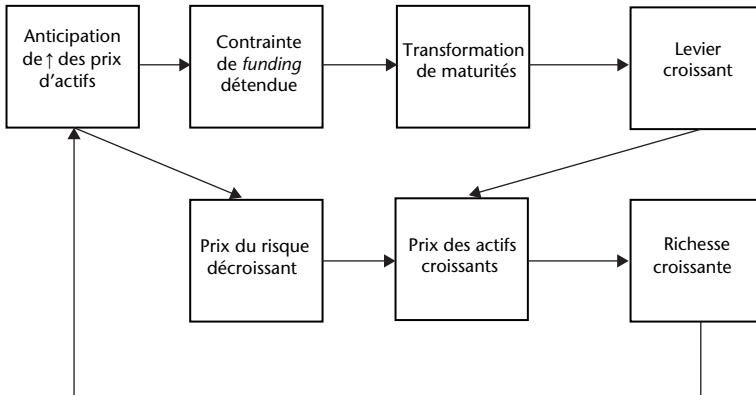 Anticipation
de ↑ des prix
d'actifs
Contrainte
de funding
détendue
Transformation
de maturités
Levier
croissant
Prix du risque
décroissant
Prix des actifs
croissants
Richesse
croissante